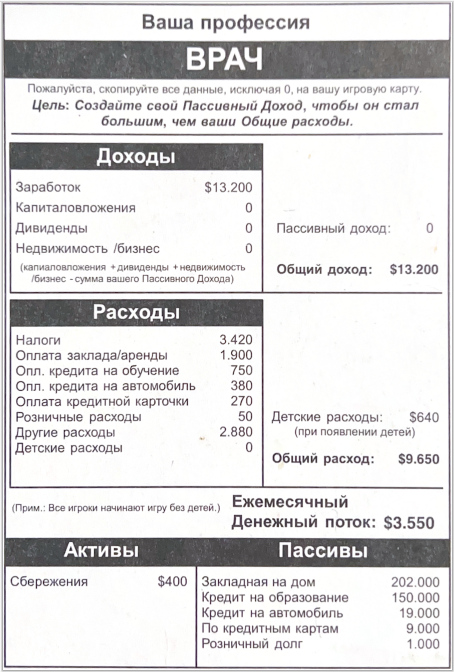 Ваша профессия
ВРАЧ
Пожалуйста, скопируйте все данные, исключая 0, на вашу игровую карту.
Цель: Создайте свой Пассивный Доход, чтобы он стал
большим, чем ваши Общие расходы.
Доходы
Заработок $13.200
Капиталовложения 0
Дивиденды 0
Недвижимость /бизнес 0
(капиаловложения +дивиденды +недвижимость
/бизнес - сумма вашего Пассивного Дохода)
Пассивный доход: 0
Общий доход: $13.200
Расходы
Налоги 3.420
Оплата заклада/аренды 1.900
Опл. кредита на обучение 750
Опл. кредита на автомобиль 380
Оплата кредитной карточки 270
Розничные расходы 50
Другие расходы 2.880
Детские расходы 0
Детские расходы: $640
(при появлении детей)
Общий расход: $9.650
(Прим.: Все игроки начинают игру без детей.)
Ежемесячный
Денежный поток: $3.550
Активы
Сбережения $400
Пассивы
Закладная на дом 202.000
Кредит на образование 150.000
Кредит на автомобиль 19.000
По кредитным картам 9.000
Розничный долг 1.000